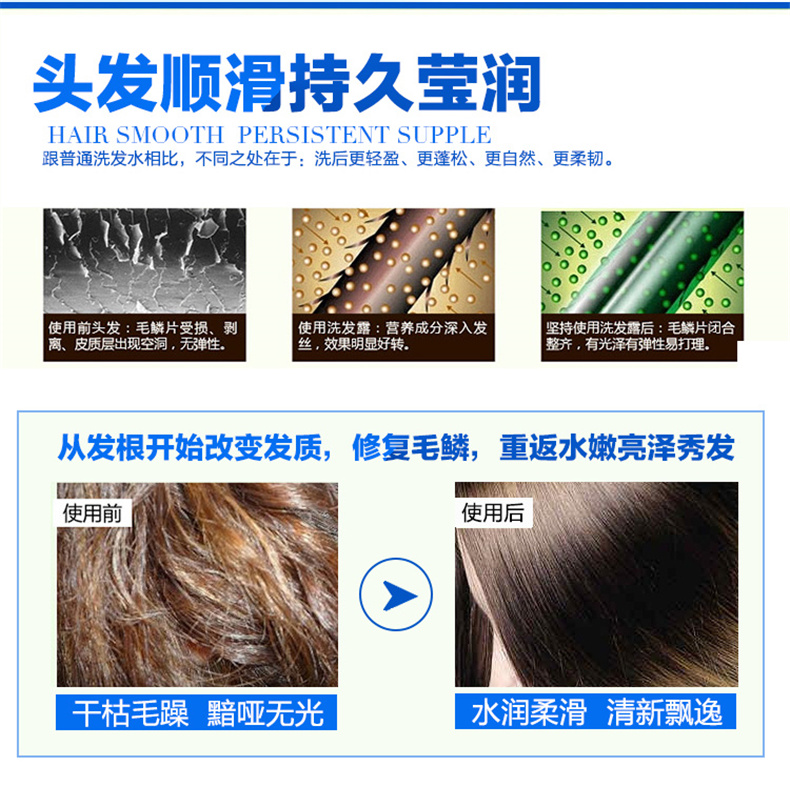 头发顺滑持久莹润
HAIR SMOOTH PERSISTENT SUPPLE
跟普通洗发水相比，不同之处在于：洗后更轻盈、更蓬松、更自然、更柔韧。
使用前头发：毛鳞片受损、剥
离、皮质层出现空洞，无弹性。
使用洗发露：营养成分深入发
丝，效果明显好转。
坚持使用洗发露后：毛鳞片闭合
整齐，有光泽有弹性易打理。
从发根开始改变发质，修复毛鳞，重返水嫩亮泽秀发
使用前
使用后
干枯毛躁 黯哑无光
水润柔滑 清新飘逸